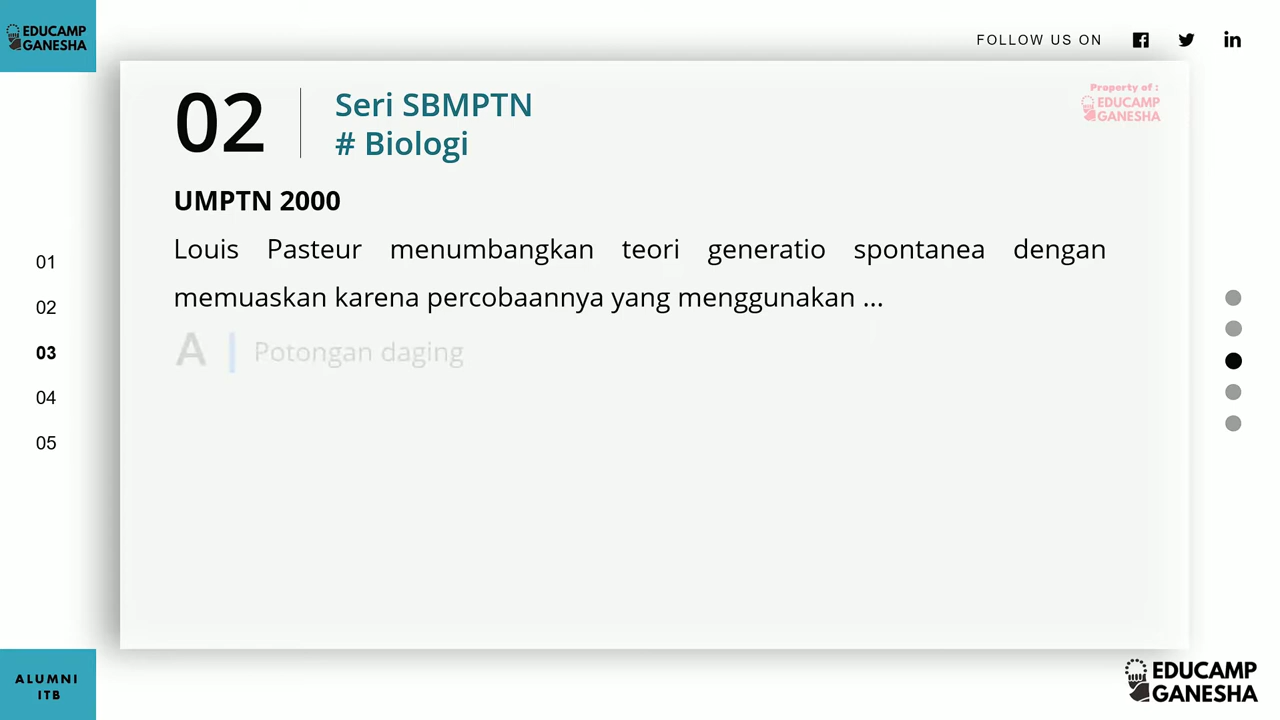 EDUCAMP
GANESHA
FOLLOW US ON
02
Seri SBMPTN
# Biologi
Property of :
EDUCAMP
GANESHA
UMPTN 2000
Louis Pasteur menumbangkan teori generatio spontanea dengan
memuaskan karena percobaannya yang menggunakan ...
A Potongan daging
01
02
03
04
05
ALUMNI
ITB
EDUCAMP
GANESHA